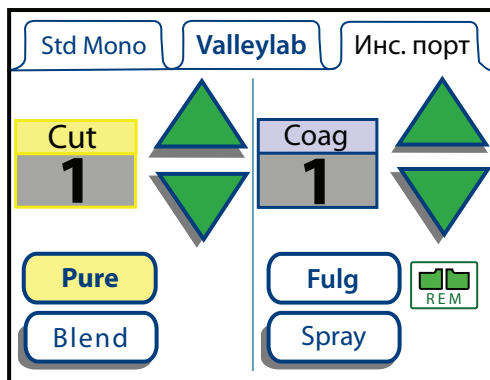 Std Mono Valleylab Инс. порт
Cut Coag
1 1
Pure Fulg
REM
Blend Spray